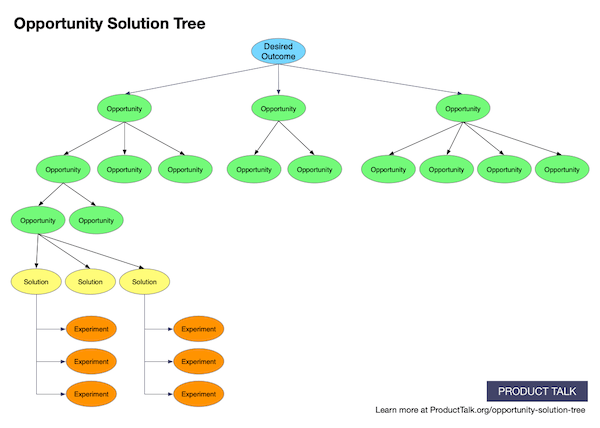 Opportunity Solution Tree
Desired
Outcome
Opportunity
Opportunity
Opportunity
Opportunity
Opportunity
Opportunity
Opportunity
Opportunity
Opportunity
Opportunity
Opportunity
Opportunity
Opportunity
Opportunity
Solution
Solution
Solution
Experiment
Experiment
Experiment
Experiment
Experiment
Experiment
PRODUCT TALK
Learn more at ProductTalk.org/opportunity-solution-tree